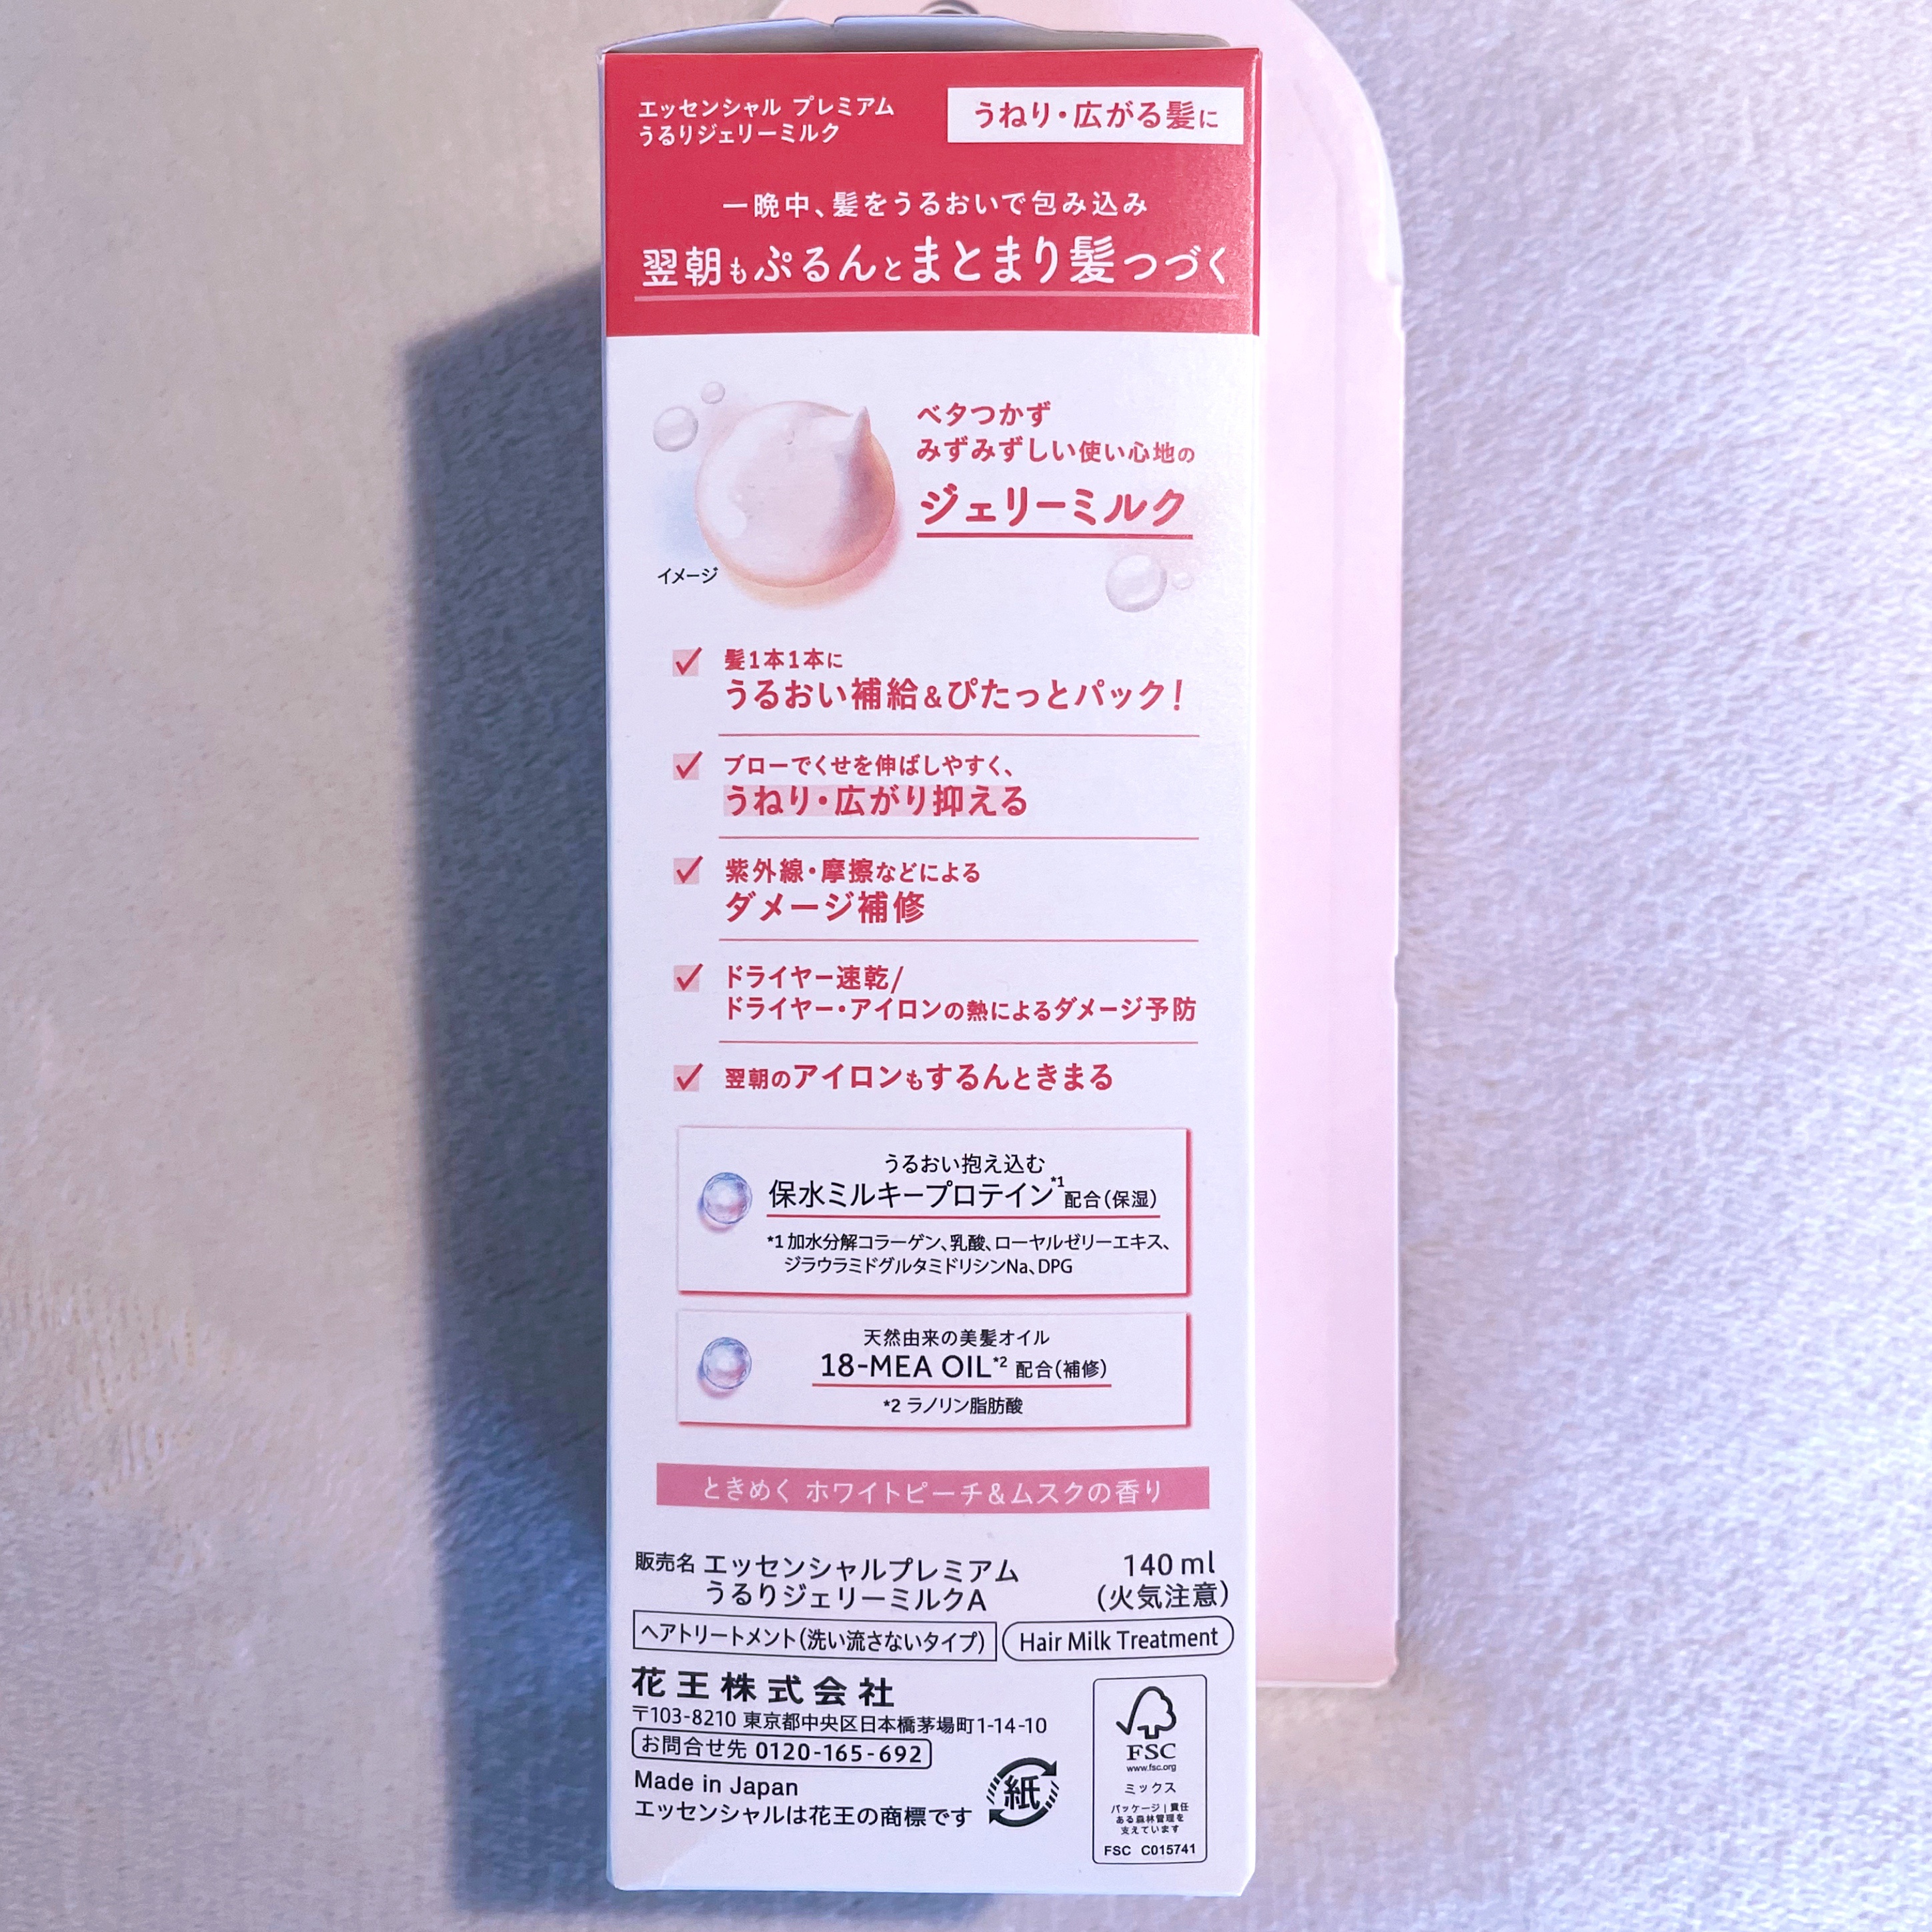 エッセンシャル プレミアム
うるりジェリーミルク
うねり・広がる髪に
一晩中、髪をうるおいで包み込み
翌朝もぷるんとまとまり髪つづく
ベタつかず
みずみずしい使い心地の
ジェリーミルク
イメージ
髪1本1本に
うるおい補給&ぴたっとパック!
ブローでくせを伸ばしやすく、
うねり・広がり抑える
紫外線・摩擦などによる
ダメージ補修
ドライヤー速乾/
ドライヤー・アイロンの熱によるダメージ予防
翌朝のアイロンもするんときまる
うるおい抱え込む
保水ミルキープロテイン*1配合(保湿)
*1 加水分解コラーゲン、乳酸、ローヤルゼリーエキス、
ジラウラミドグルタミドリシンNa、DPG
天然由来の美髪オイル
18-MEA OIL*2 配合(補修)
*2 ラノリン脂肪酸
ときめく ホワイトピーチ&ムスクの香り
販売名 エッセンシャルプレミアム
うるりジェリーミルクA
140 ml
(火気注意)
ヘアトリートメント(洗い流さないタイプ)
Hair Milk Treatment
花王株式会社
〒103-8210 東京都中央区日本橋茅場町1-14-10
お問合せ先 0120-165-692
Made in Japan
エッセンシャルは花王の商標です
紙
FSC
www.fsc.org
ミックス
パッケージ|責任
ある森林管理を
支えています
FSC C015741